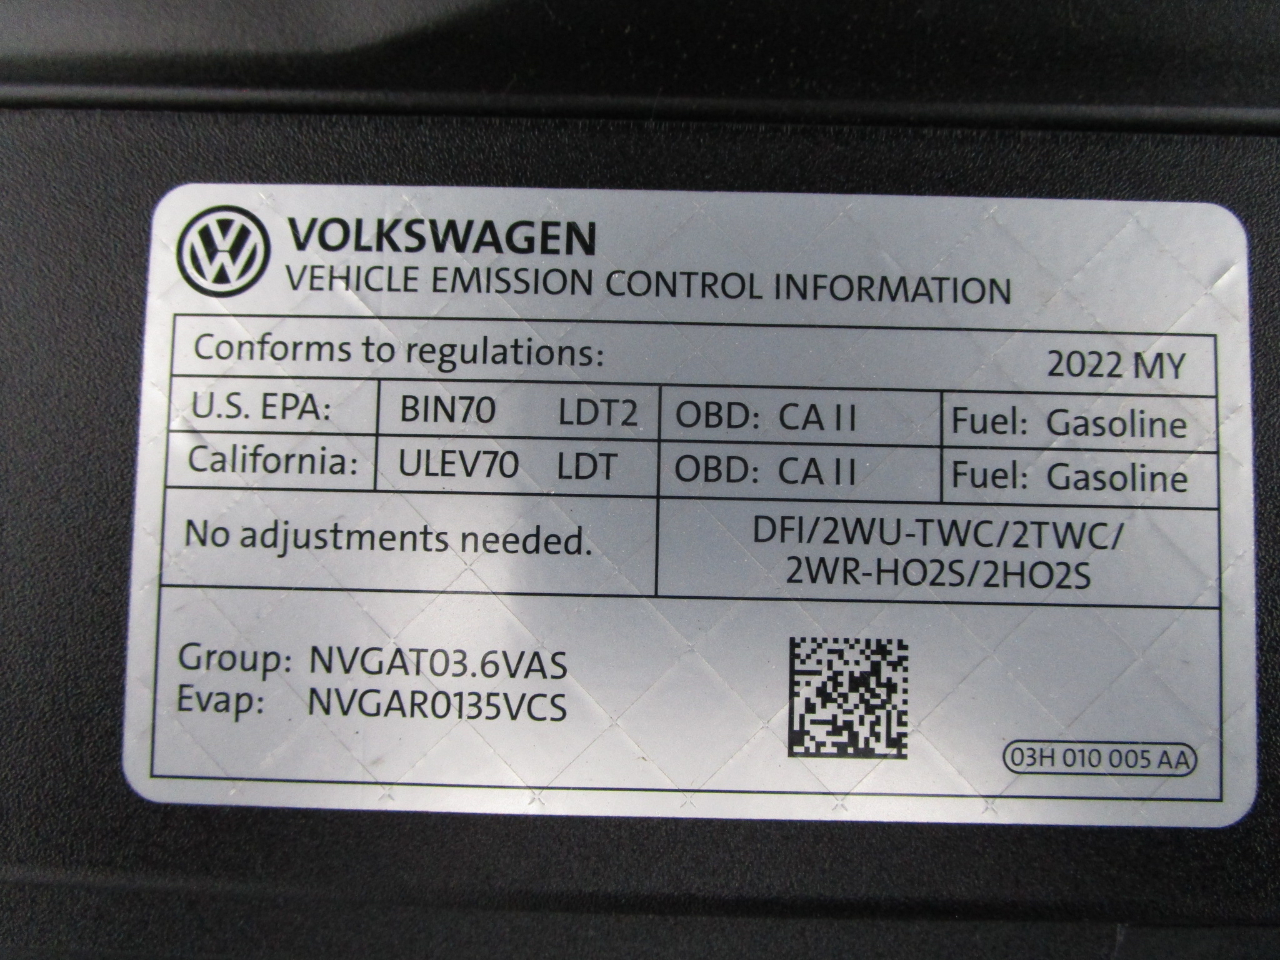 VOLKSWAGEN
VEHICLE EMISSION CONTROL INFORMATION
Conforms to regulations: 2022 MY
U.S. EPA: BIN70 LDT2 OBD: CA II Fuel: Gasoline
California: ULEV70 LDT OBD: CA II Fuel: Gasoline
No adjustments needed.
DFI/2WU-TWC/2TWC/
2WR-HO2S/2HO2S
Group: NVGAT03.6VAS
Evap: NVGAR0135VCS
03H 010 005 AA